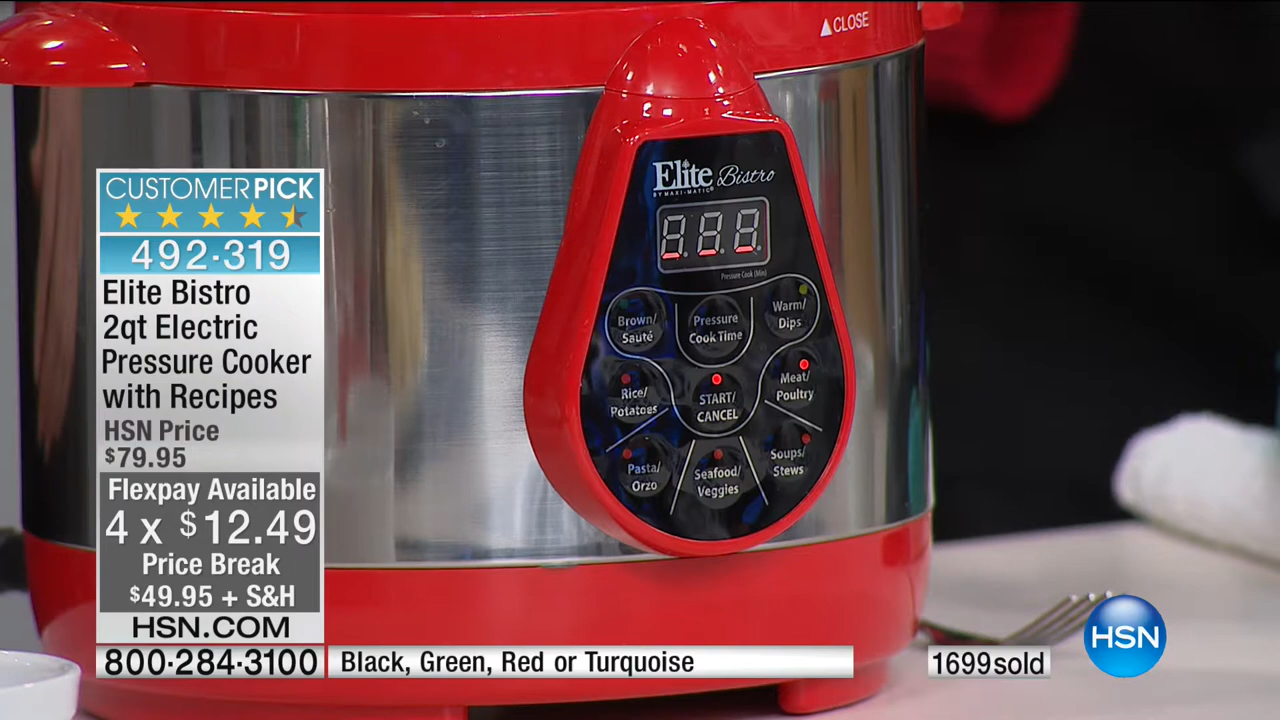 ▲CLOSE
Elite Bistro
BY MAXI-MATIC®
Pressure Cook (Min)
Brown/
Sauté
Pressure
Cook Time
Warm/
Dips
Rice/
Potatoes
START/
CANCEL
Meat/
Poultry
Pasta/
Orzo
Seafood/
Veggies
Soups/
Stews
CUSTOMER PICK
492·319
Elite Bistro
2qt Electric
Pressure Cooker
with Recipes
HSN Price
$79.95
Flexpay Available
4 x $12.49
Price Break
$49.95 + S&H
HSN.COM
800·284·3100
Black, Green, Red or Turquoise
1699sold
HSN